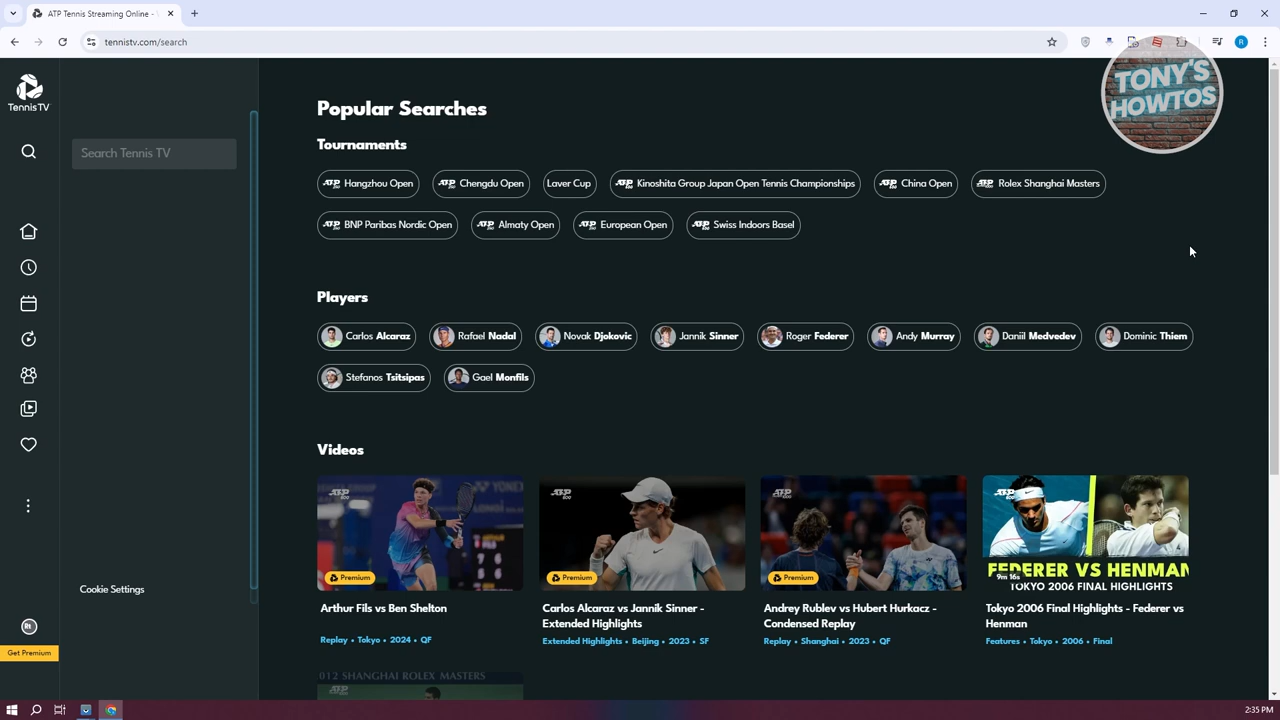 ATP Tennis Streaming Online -
tennistv.com/search
TennisTV
TONY'S
HOWTOS
Search Tennis TV
Popular Searches
Tournaments
Hangzhou Open
Chengdu Open
Laver Cup
Kinoshita Group Japan Open Tennis Championships
China Open
Rolex Shanghai Masters
BNP Paribas Nordic Open
Almaty Open
European Open
Swiss Indoors Basel
Players
Carlos Alcaraz
Rafael Nadal
Novak Djokovic
Jannik Sinner
Roger Federer
Andy Murray
Daniil Medvedev
Dominic Thiem
Stefanos Tsitsipas
Gael Monfils
Videos
Premium
Arthur Fils vs Ben Shelton
Replay • Tokyo • 2024 • QF
Premium
Carlos Alcaraz vs Jannik Sinner -
Extended Highlights
Extended Highlights • Beijing • 2023 • SF
Premium
Andrey Rublev vs Hubert Hurkacz -
Condensed Replay
Replay • Shanghai • 2023 • QF
FEDERER VS HENMAN
9m 16s
TOKYO 2006 FINAL HIGHLIGHTS
Tokyo 2006 Final Highlights - Federer vs
Henman
Features • Tokyo • 2006 • Final
012 SHANGHAI ROLEX MASTERS
Cookie Settings
Get Premium
2:35 PM